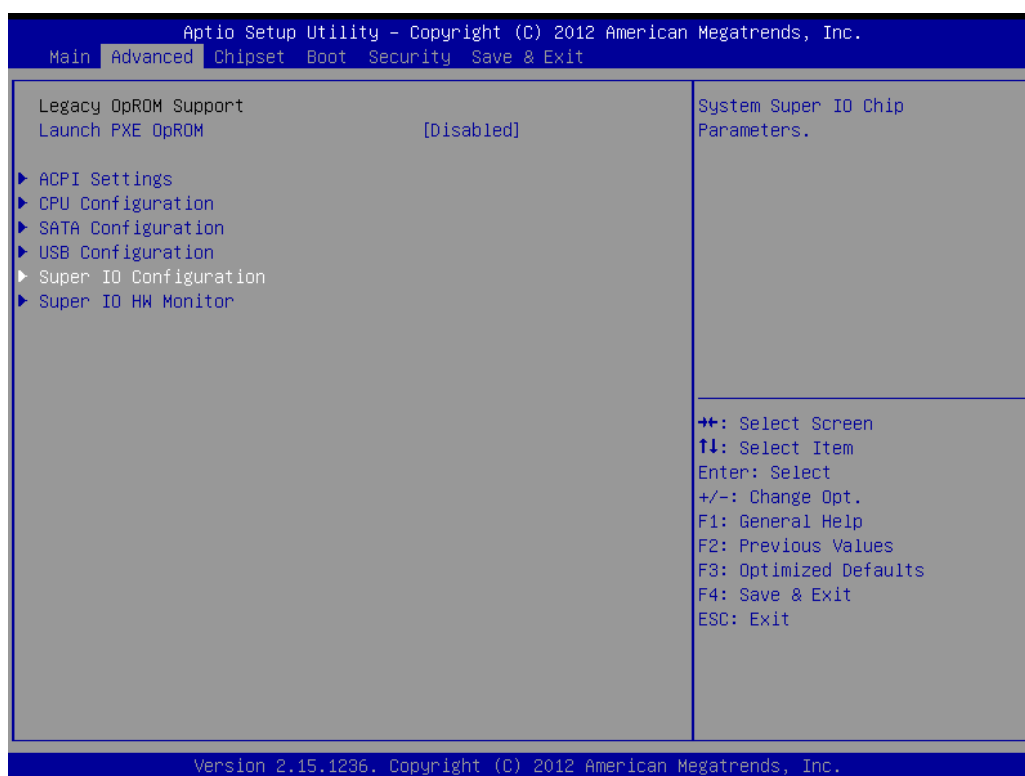 Aptio Setup Utility – Copyright (C) 2012 American Megatrends, Inc.
Main Advanced Chipset Boot Security Save & Exit
Legacy OpROM Support
Launch PXE OpROM [Disabled]
ACPI Settings
CPU Configuration
SATA Configuration
USB Configuration
Super IO Configuration
Super IO HW Monitor
System Super IO Chip
Parameters.
→←: Select Screen
↑↓: Select Item
Enter: Select
+/-: Change Opt.
F1: General Help
F2: Previous Values
F3: Optimized Defaults
F4: Save & Exit
ESC: Exit
Version 2.15.1236. Copyright (C) 2012 American Megatrends, Inc.